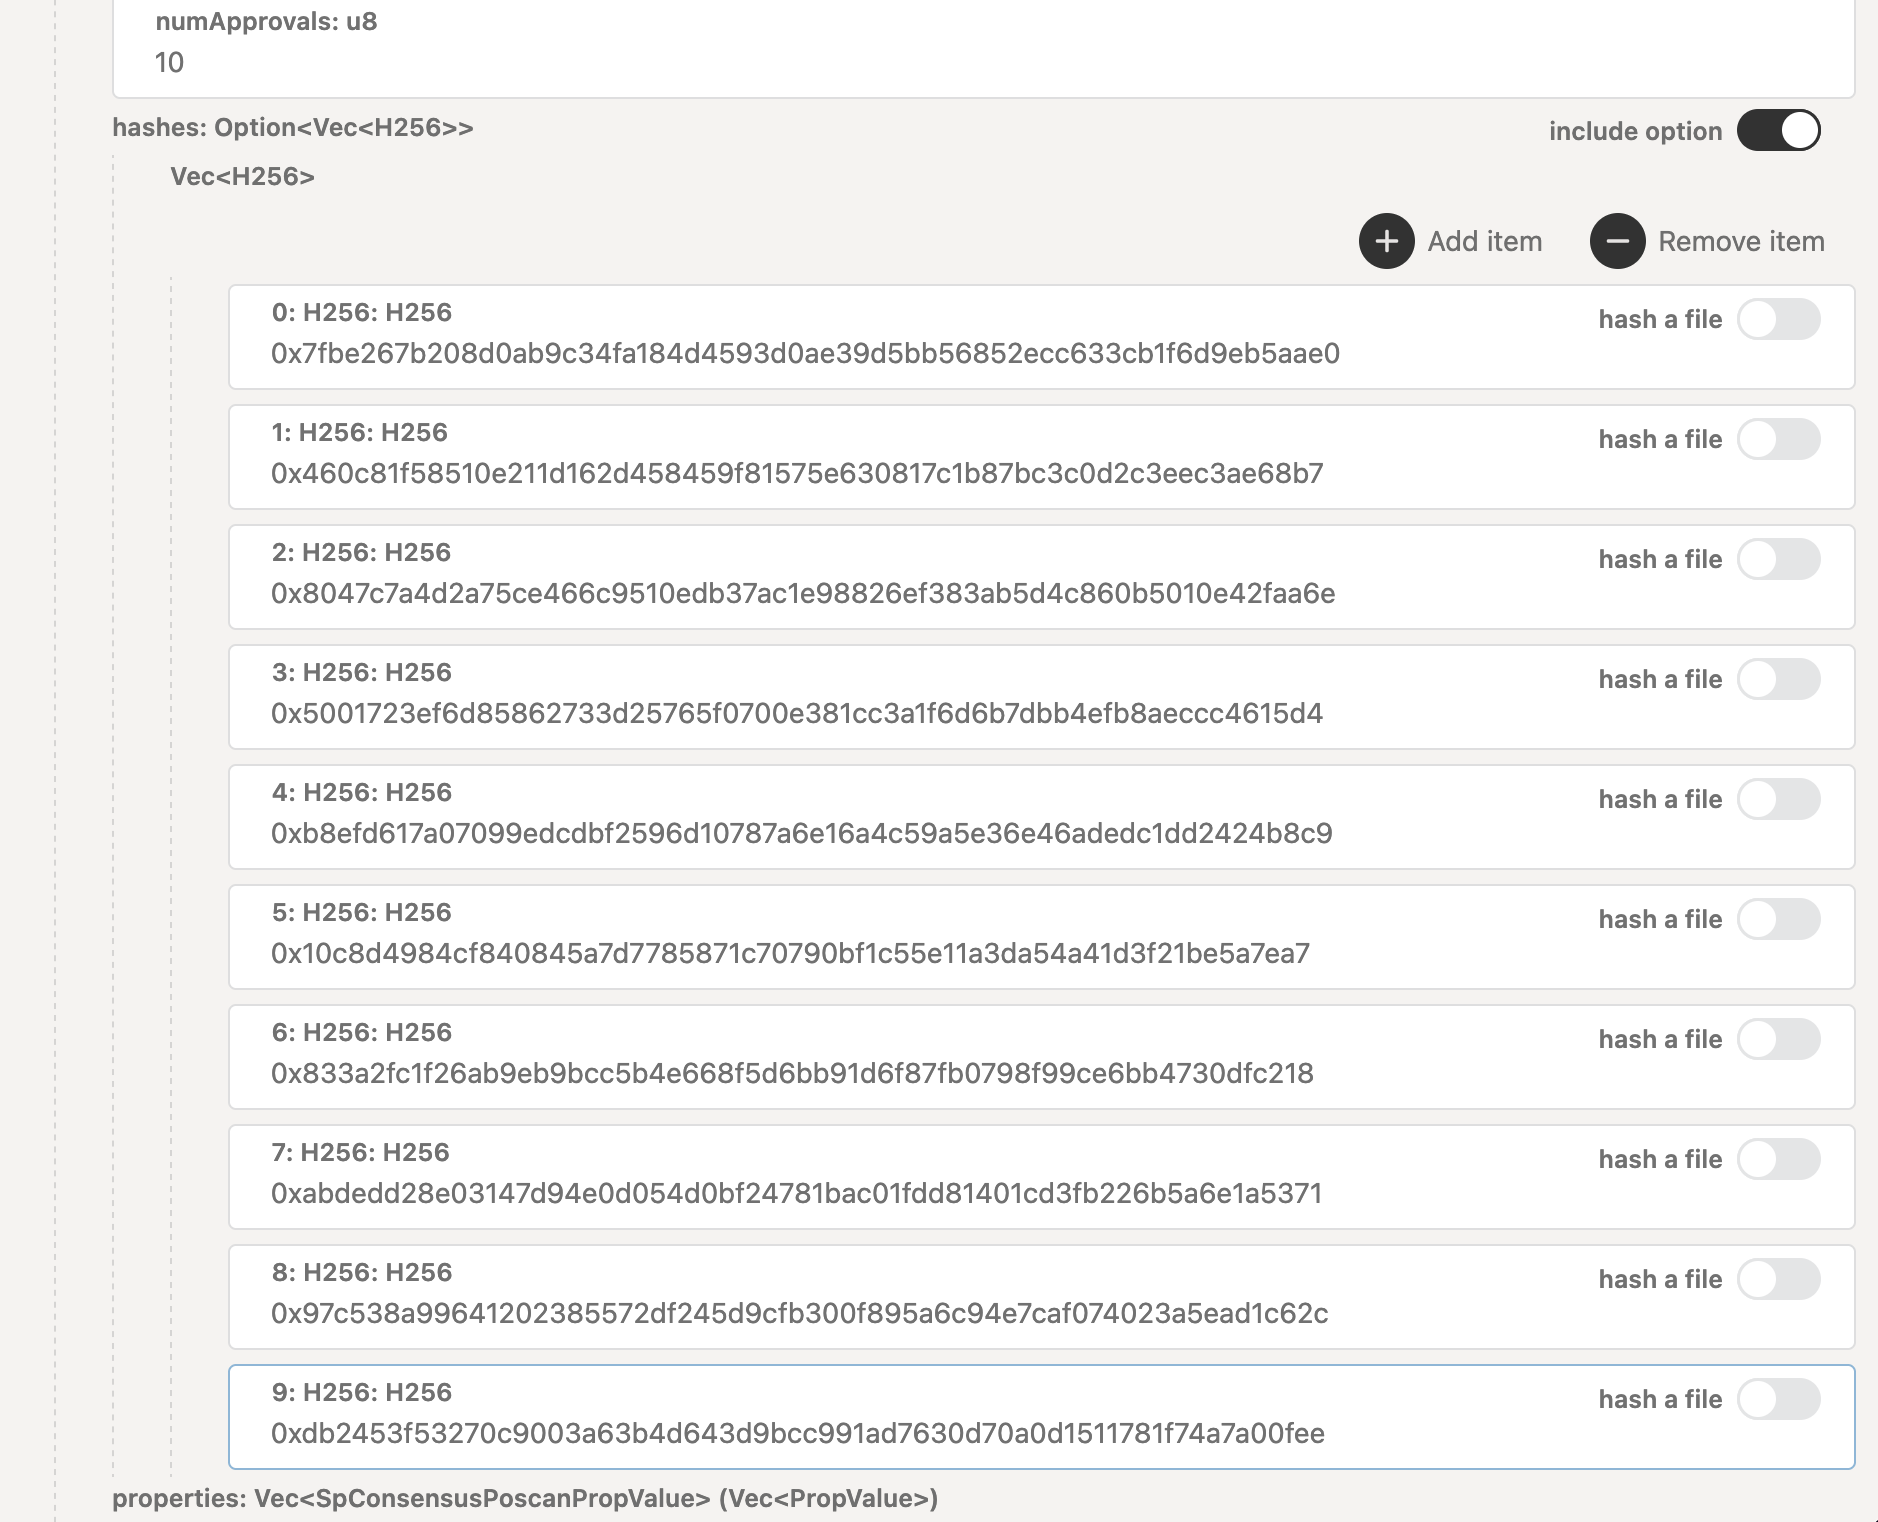 numApprovals: u8
10
hashes: Option<Vec<H256>>
include option
Vec<H256>
Add item
Remove item
0: H256: H256
hash a file
0x7fbe267b208d0ab9c34fa184d4593d0ae39d5bb56852ecc633cb1f6d9eb5aae0
1: H256: H256
hash a file
0x460c81f58510e211d162d458459f81575e630817c1b87bc3c0d2c3eec3ae68b7
2: H256: H256
hash a file
0x8047c7a4d2a75ce466c9510edb37ac1e98826ef383ab5d4c860b5010e42faa6e
3: H256: H256
hash a file
0x5001723ef6d85862733d25765f0700e381cc3a1f6d6b7dbb4efb8aeccc4615d4
4: H256: H256
hash a file
0xb8efd617a07099edcdbf2596d10787a6e16a4c59a5e36e46adedc1dd2424b8c9
5: H256: H256
hash a file
0x10c8d4984cf840845a7d7785871c70790bf1c55e11a3da54a41d3f21be5a7ea7
6: H256: H256
hash a file
0x833a2fc1f26ab9eb9bcc5b4e668f5d6bb91d6f87fb0798f99ce6bb4730dfc218
7: H256: H256
hash a file
0xabdedd28e03147d94e0d054d0bf24781bac01fdd81401cd3fb226b5a6e1a5371
8: H256: H256
hash a file
0x97c538a99641202385572df245d9cfb300f895a6c94e7caf074023a5ead1c62c
9: H256: H256
hash a file
0xdb2453f53270c9003a63b4d643d9bcc991ad7630d70a0d1511781f74a7a00fee
properties: Vec<SpConsensusPoscanPropValue> (Vec<PropValue>)